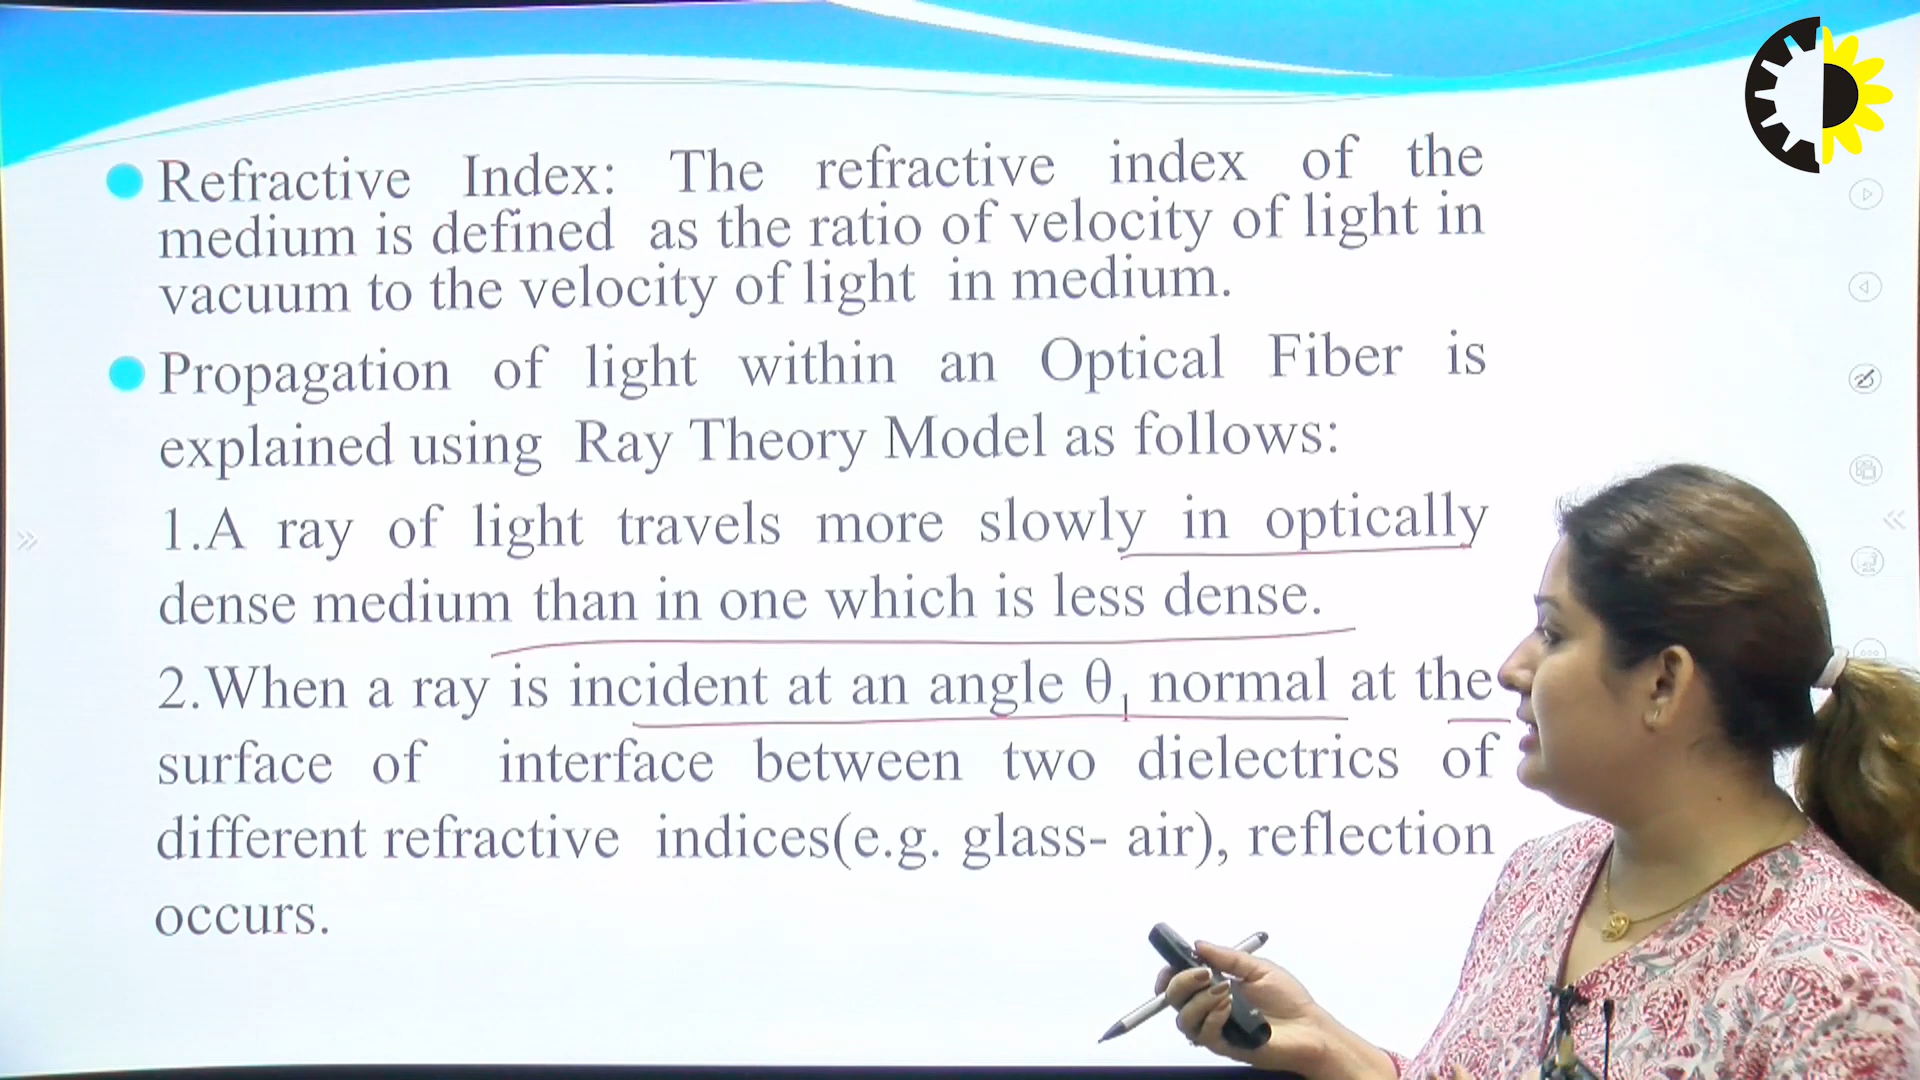 Refractive Index: The refractive index of the
medium is defined as the ratio of velocity of light in
vacuum to the velocity of light in medium.
Propagation of light within an Optical Fiber is
explained using Ray Theory Model as follows:
1.A ray of light travels more slowly in optically
dense medium than in one which is less dense.
2.When a ray is incident at an angle θ₁ normal at the
surface of interface between two dielectrics of
different refractive indices(e.g. glass- air), reflection
occurs.